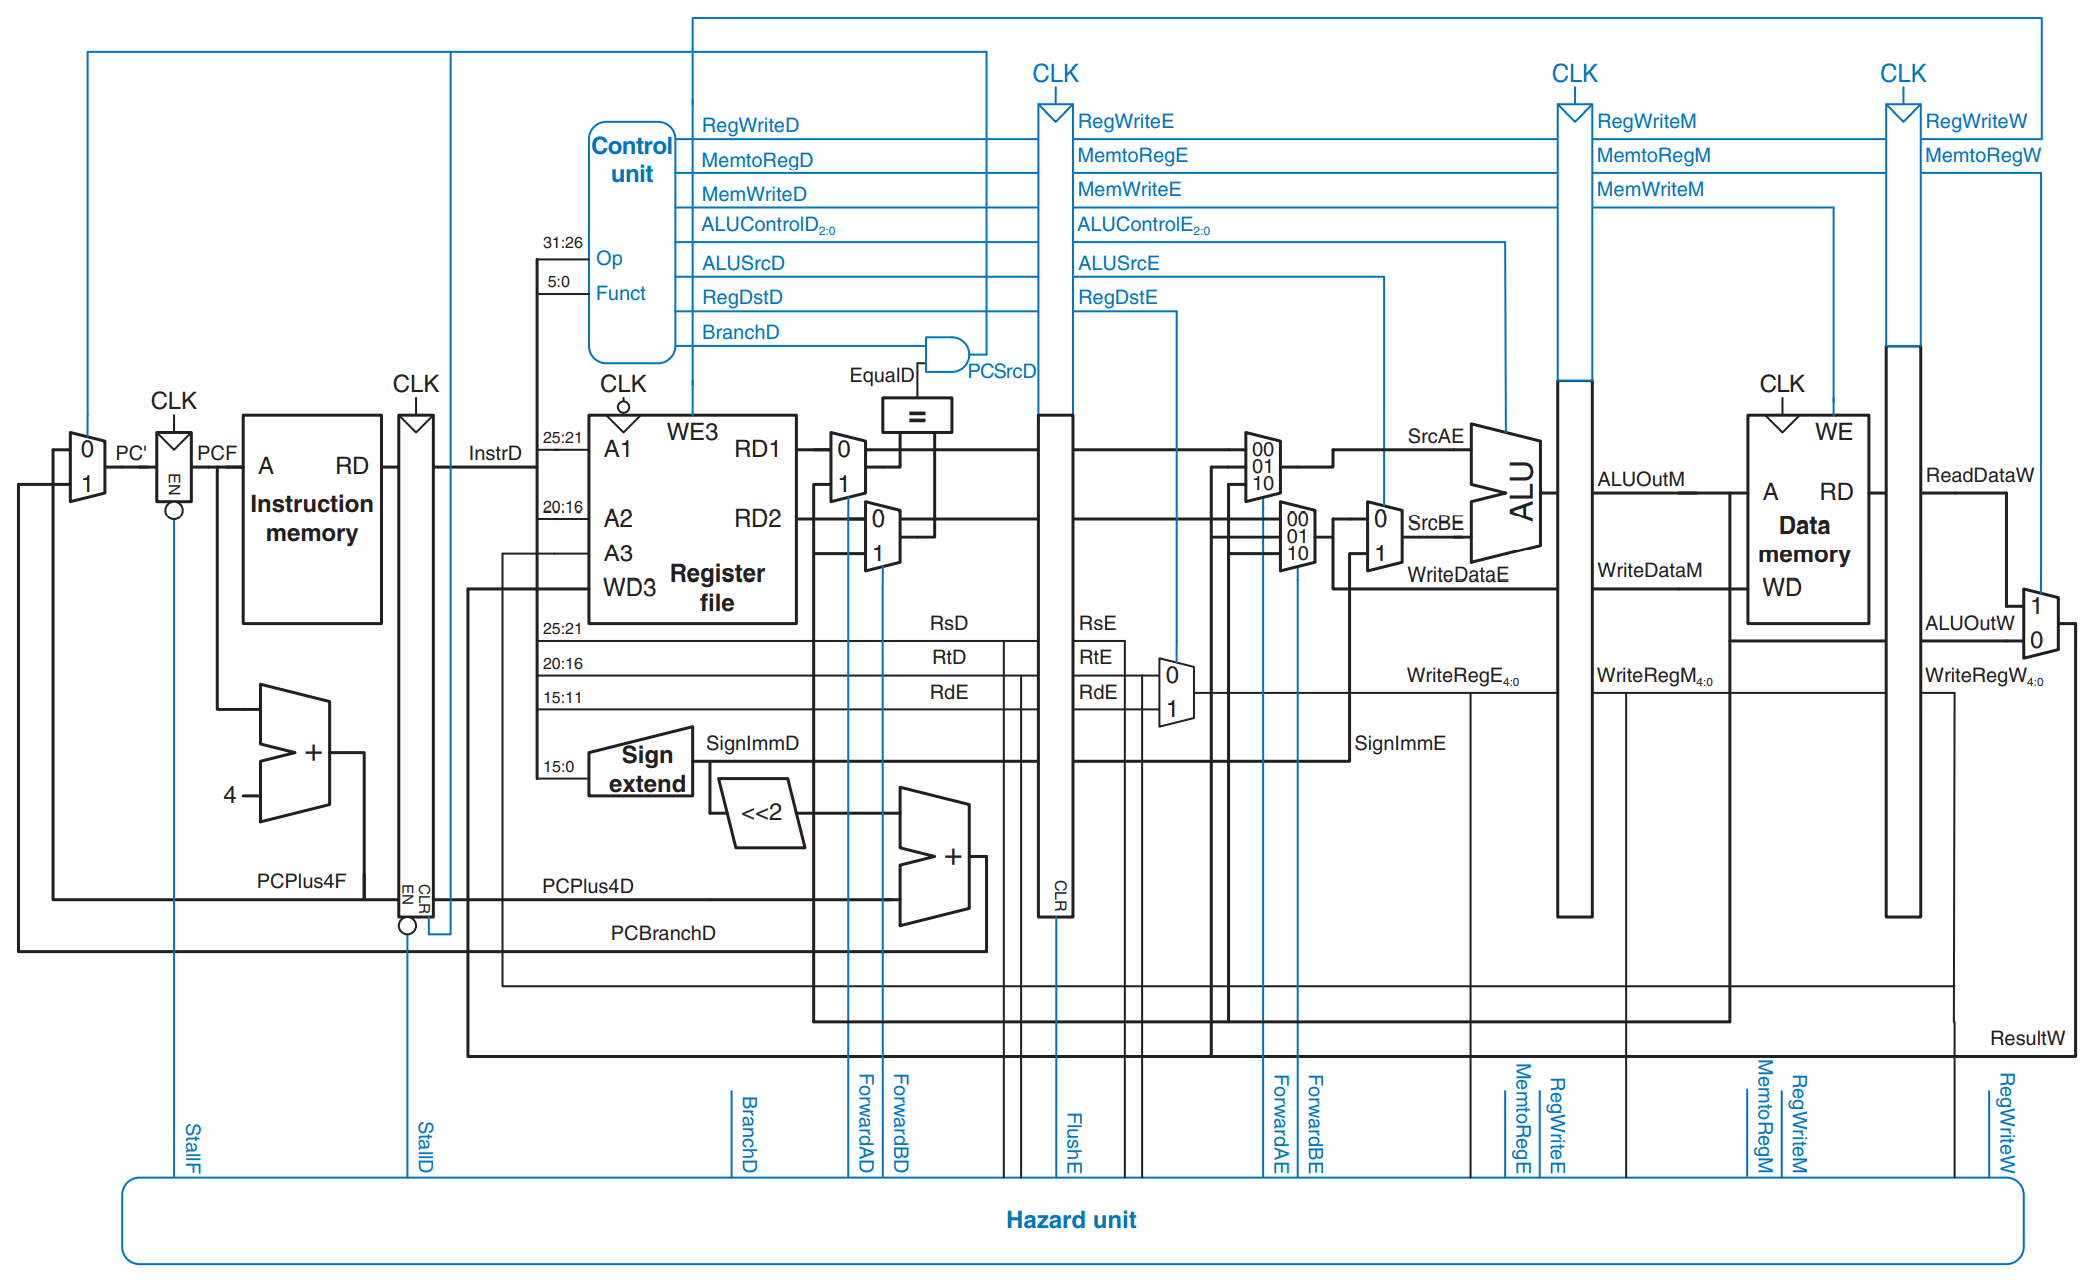 CLK
CLK
CLK
Control
unit
RegWriteD
MemtoRegD
MemWriteD
ALUControlD2:0
ALUSrcD
RegDstD
BranchD
RegWriteE
MemtoRegE
MemWriteE
ALUControlE2:0
ALUSrcE
RegDstE
RegWriteM
MemtoRegM
MemWriteM
RegWriteW
MemtoRegW
31:26
Op
5:0
Funct
EqualD
PCSrcD
=
CLK
CLK
CLK
CLK
0
1
PC'
EN
PCF
A
RD
Instruction
memory
InstrD
25:21
A1
WE3
RD1
20:16
A2
RD2
A3
WD3
Register
file
0
1
0
1
00
01
10
00
01
10
0
1
SrcAE
SrcBE
ALU
WriteDataE
ALUOutM
WriteDataM
A
RD
WE
Data
memory
WD
ReadDataW
ALUOutW
1
0
25:21
RsD
RsE
20:16
RtD
RtE
15:11
RdE
RdE
0
1
WriteRegE4:0
WriteRegM4:0
WriteRegW4:0
15:0
Sign
extend
SignImmD
SignImmE
<<2
+
4
+
PCPlus4F
EN
CLR
PCPlus4D
CLR
PCBranchD
ResultW
StallF
StallD
BranchD
ForwardAD
ForwardBD
FlushE
ForwardAE
ForwardBE
MemtoRegE
RegWriteE
MemtoRegM
RegWriteM
RegWriteW
Hazard unit